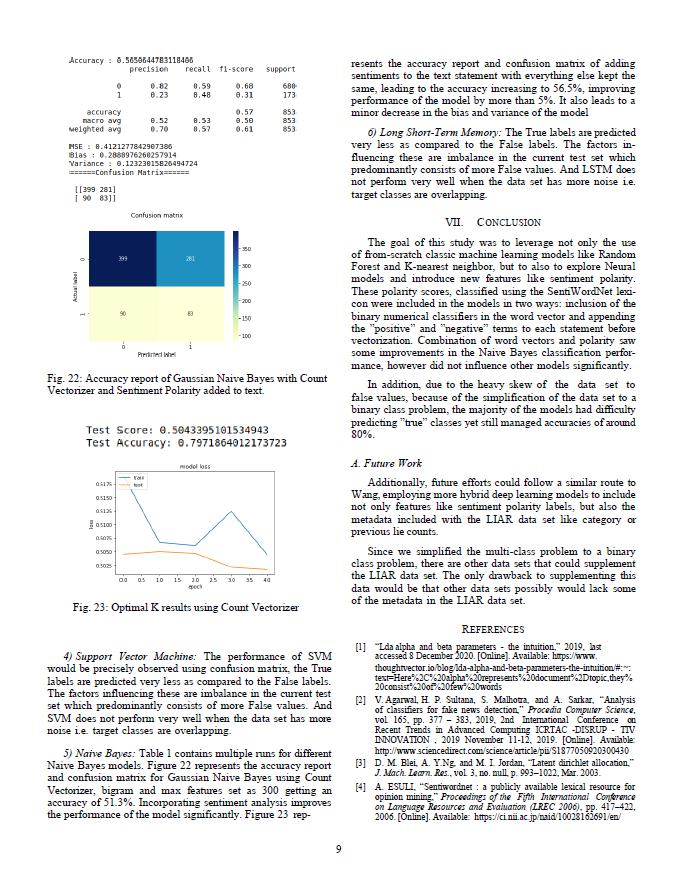 Accuracy : 0.5650644783118406
precision recall f1-score support
0 0.82 0.59 0.68 680
1 0.23 0.48 0.31 173
accuracy 0.57 853
macro avg 0.52 0.53 0.50 853
weighted avg 0.70 0.57 0.61 853
MSE : 0.4121277842907386
Bias : 0.2888976260257914
Variance : 0.12323015826494724
======Confusion Matrix======
[[399 281]
[ 90 83]]
Confusion matrix
Actual label
0
1
399
281
90
83
0
1
Predicted label
350
300
250
200
150
100
Fig. 22: Accuracy report of Gaussian Naive Bayes with Count
Vectorizer and Sentiment Polarity added to text.
Test Score: 0.5043395101534943
Test Accuracy: 0.7971864012173723
model loss
train
test
loss
0.5175
0.5150
0.5125
0.5100
0.5075
0.5050
0.5025
0.0 0.5 1.0 1.5 2.0 2.5 3.0 3.5 4.0
epoch
Fig. 23: Optimal K results using Count Vectorizer
4) Support Vector Machine: The performance of SVM
would be precisely observed using confusion matrix, the True
labels are predicted very less as compared to the False labels.
The factors influencing these are imbalance in the current test
set which predominantly consists of more False values. And
SVM does not perform very well when the data set has more
noise i.e. target classes are overlapping.
5) Naive Bayes: Table 1 contains multiple runs for different
Naive Bayes models. Figure 22 represents the accuracy report
and confusion matrix for Gaussian Naive Bayes using Count
Vectorizer, bigram and max features set as 300 getting an
accuracy of 51.3%. Incorporating sentiment analysis improves
the performance of the model significantly. Figure 23 rep-
resents the accuracy report and confusion matrix of adding
sentiments to the text statement with everything else kept the
same, leading to the accuracy increasing to 56.5%, improving
performance of the model by more than 5%. It also leads to a
minor decrease in the bias and variance of the model
6) Long Short-Term Memory: The True labels are predicted
very less as compared to the False labels. The factors in-
fluencing these are imbalance in the current test set which
predominantly consists of more False values. And LSTM does
not perform very well when the data set has more noise i.e.
target classes are overlapping.
VII. CONCLUSION
The goal of this study was to leverage not only the use
of from-scratch classic machine learning models like Random
Forest and K-nearest neighbor, but to also to explore Neural
models and introduce new features like sentiment polarity.
These polarity scores, classified using the SentiWordNet lexi-
con were included in the models in two ways: inclusion of the
binary numerical classifiers in the word vector and appending
the ”positive” and ”negative” terms to each statement before
vectorization. Combination of word vectors and polarity saw
some improvements in the Naive Bayes classification perfor-
mance, however did not influence other models significantly.
In addition, due to the heavy skew of the data set to
false values, because of the simplification of the data set to a
binary class problem, the majority of the models had difficulty
predicting ”true” classes yet still managed accuracies of around
80%.
A. Future Work
Additionally, future efforts could follow a similar route to
Wang, employing more hybrid deep learning models to include
not only features like sentiment polarity labels, but also the
metadata included with the LIAR data set like category or
previous lie counts.
Since we simplified the multi-class problem to a binary
class problem, there are other data sets that could supplement
the LIAR data set. The only drawback to supplementing this
data would be that other data sets possibly would lack some
of the metadata in the LIAR data set.
REFERENCES
[1] “Lda alpha and beta parameters - the intuition,” 2019, last
accessed 8 December 2020. [Online]. Available: https://www.
thoughtvector.io/blog/lda-alpha-and-beta-parameters-the-intuition/#:~:
text=Here%2C%20alpha%20represents%20document%2Dtopic,they%
20consist%20of%20few%20words
[2] V. Agarwal, H. P. Sultana, S. Malhotra, and A. Sarkar, “Analysis
of classifiers for fake news detection,” Procedia Computer Science,
vol. 165, pp. 377 – 383, 2019, 2nd International Conference on
Recent Trends in Advanced Computing ICRTAC -DISRUP - TIV
INNOVATION , 2019 November 11-12, 2019. [Online]. Available:
http://www.sciencedirect.com/science/article/pii/S1877050920300430
[3] D. M. Blei, A. Y.Ng, and M. I. Jordan, “Latent dirichlet allocation,”
J. Mach. Learn. Res., vol. 3, no. null, p. 993–1022, Mar. 2003.
[4] A. ESULI, “Sentiwordnet : a publicly available lexical resource for
opinion mining,” Proceedings of the Fifth International Conference
on Language Resources and Evaluation (LREC 2006), pp. 417–422,
2006. [Online]. Available: https://ci.nii.ac.jp/naid/10028162691/en/
9